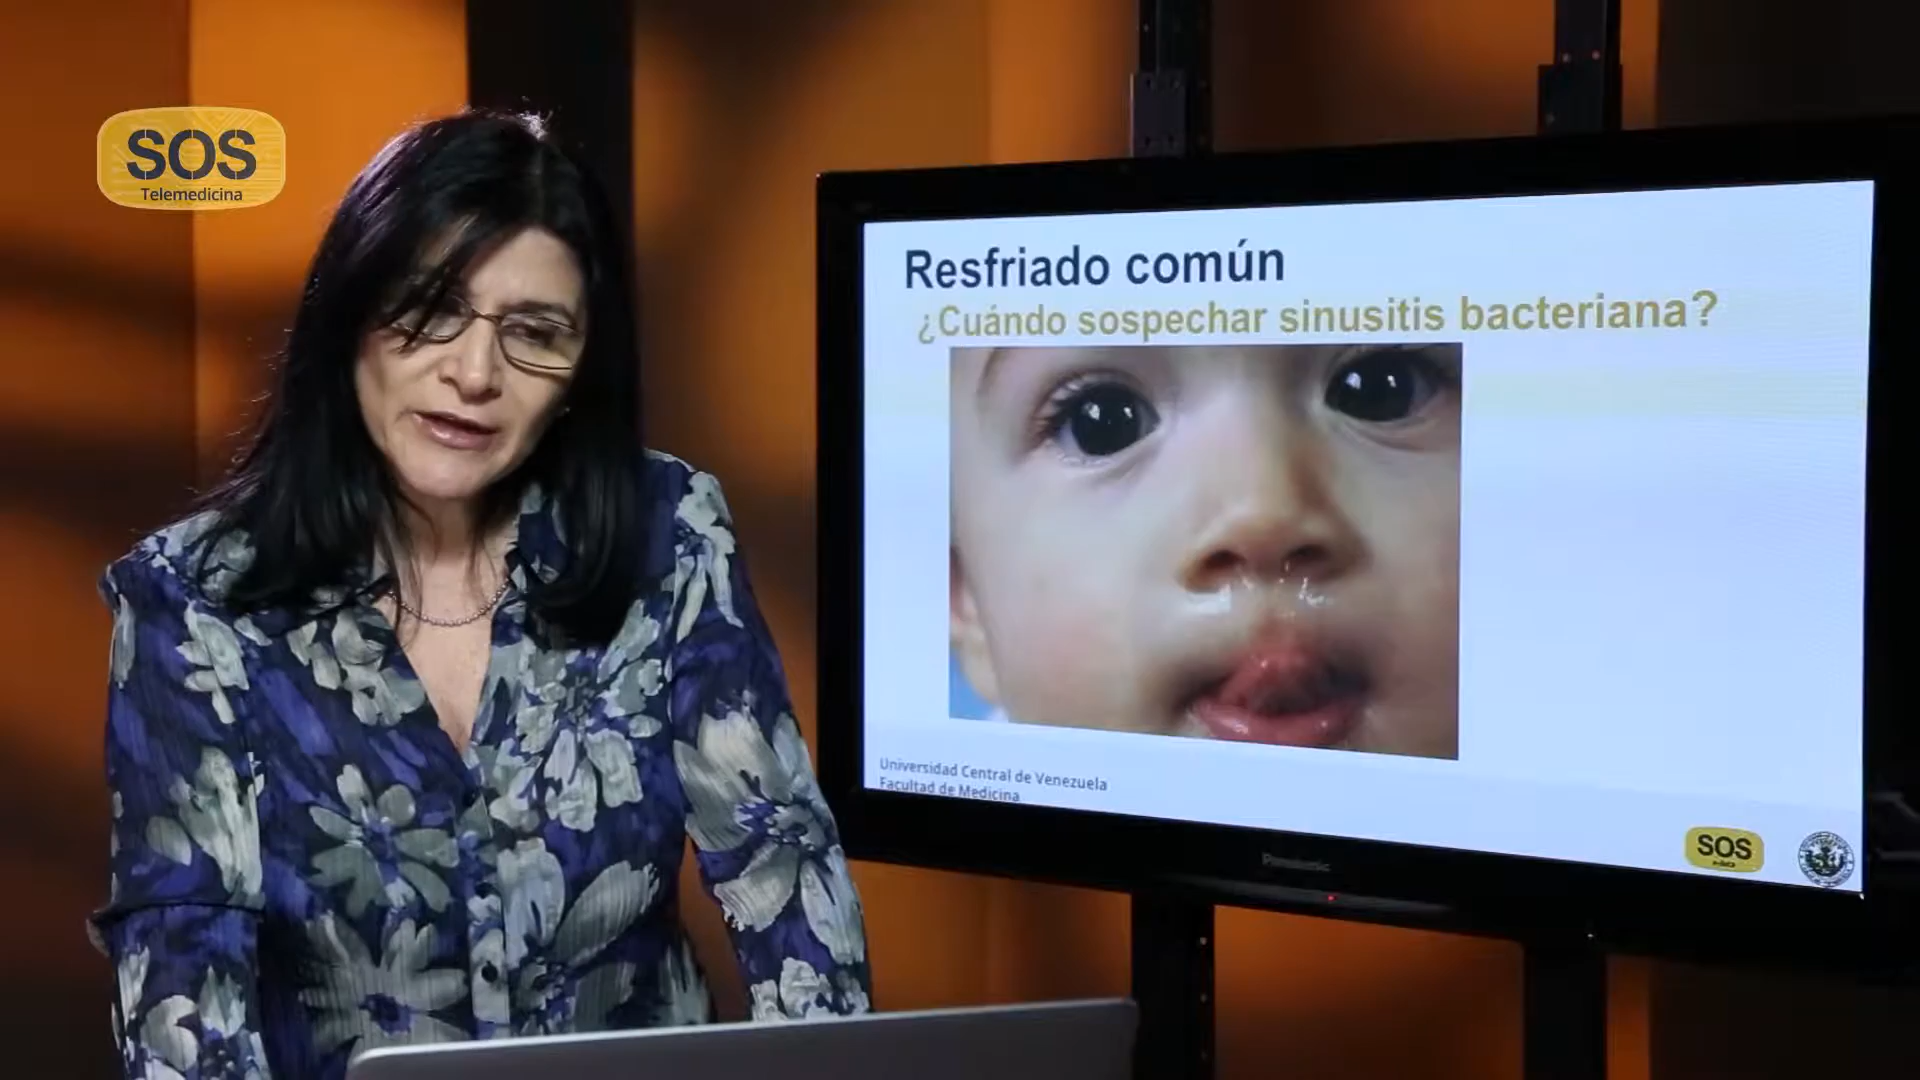 SOS
Telemedicina
Resfriado común
¿Cuándo sospechar sinusitis bacteriana?
Universidad Central de Venezuela
Facultad de Medicina
SOS
Panasonic